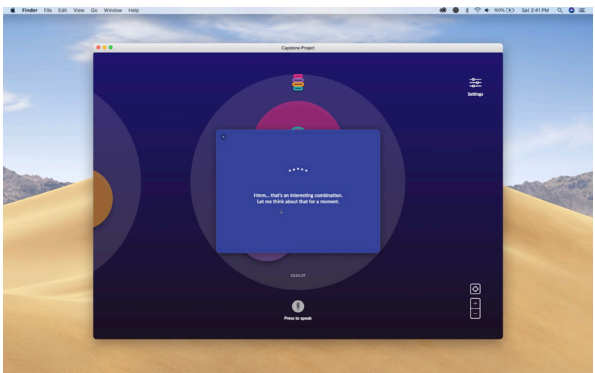 Finder File Edit View Go Window Help 100% Sat 2:41 PM
Capstone Project
Settings
Hmm... that's an interesting combination.
Let me think about that for a moment.
Press to speak